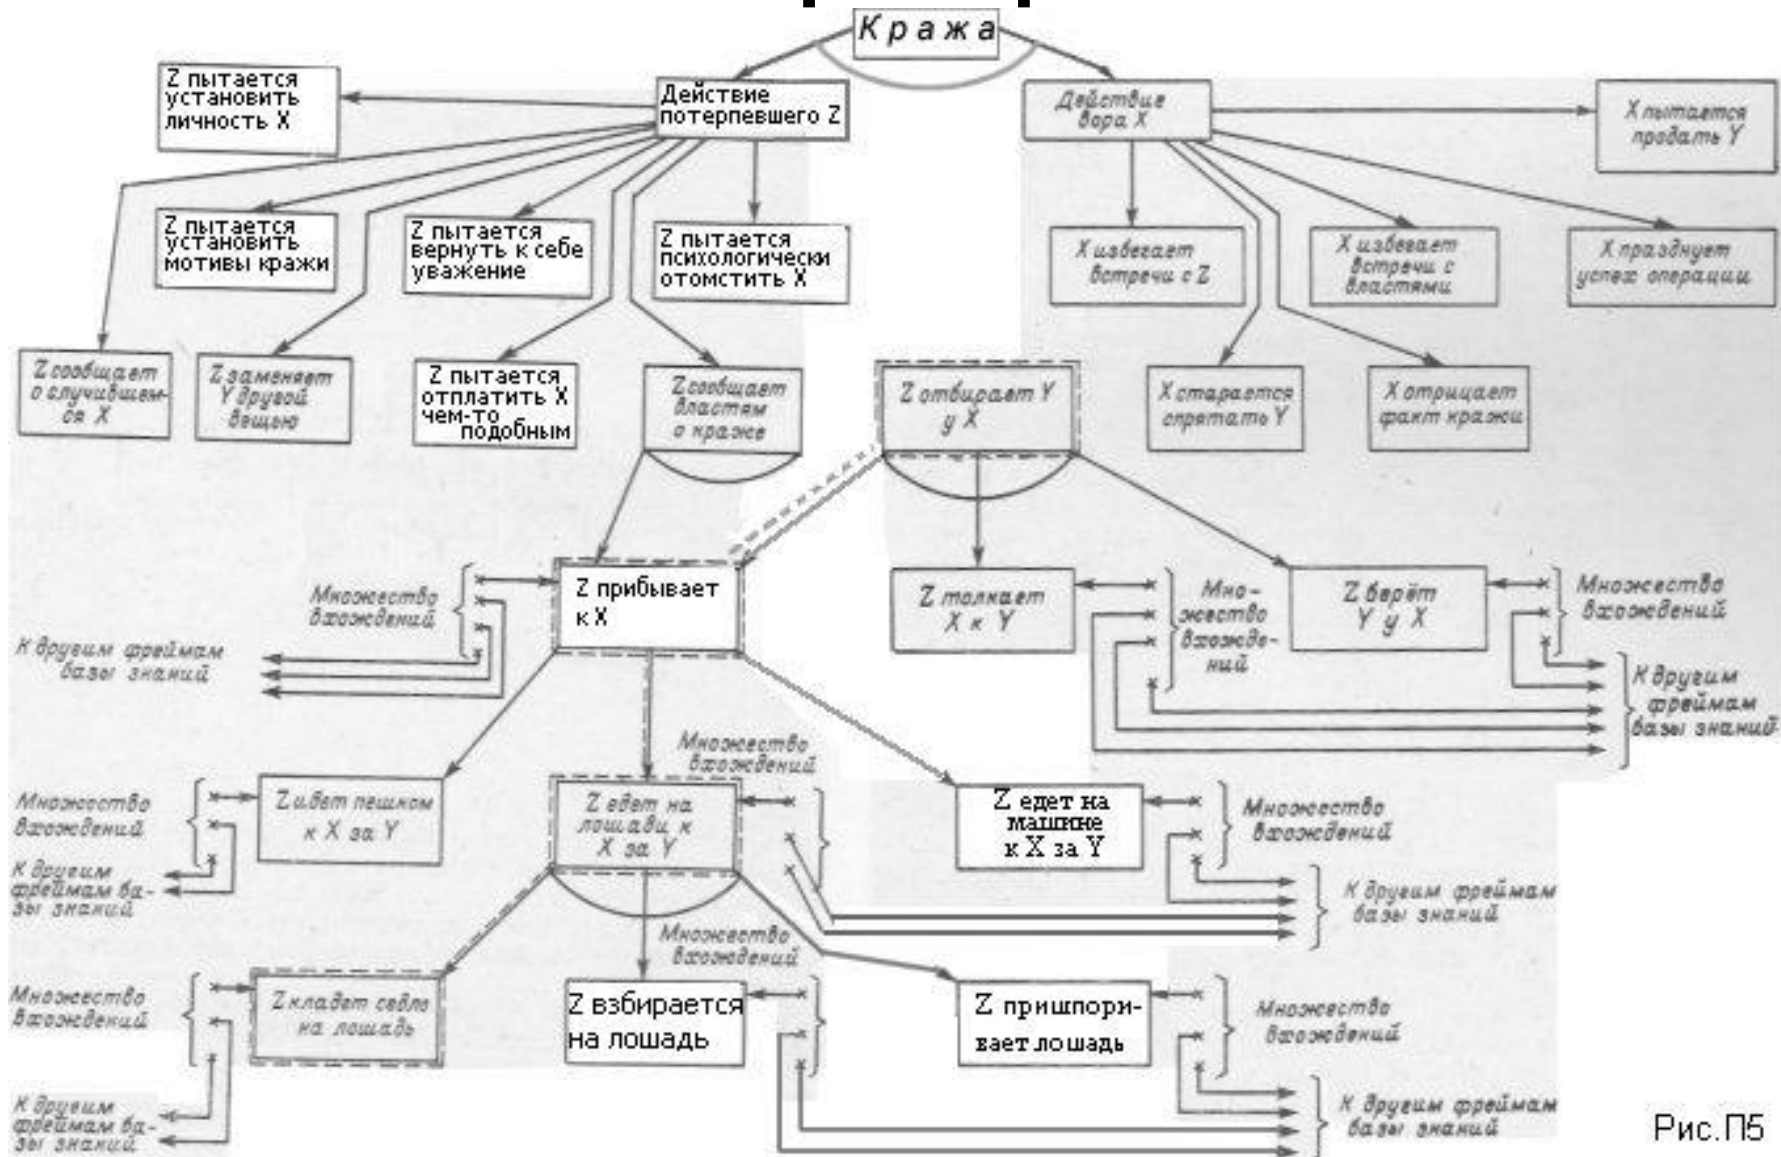 Кража
Z пытается
установить
личность X
Действие
потерпевшего Z
Действие
вора X
X пытается
продать Y
Z пытается
установить
мотивы кражи
Z пытается
вернуть к себе
уважение
Z пытается
психологически
отомстить X
X избегает
встречи с Z
X избегает
встречи с
властями
X празднует
успех операции
Z сообщает
о случившем-
ся X
Z заменяет
Y другой
вещью
Z пытается
отплатить X
чем-то
подобным
Z сообщает
властям
о краже
Z отбирает Y
у X
X старается
спрятать Y
X отрицает
факт кражи
Множество
вхождений
Z прибывает
к X
Z толкает
X к Y
Мно-
жество
вхожде-
ний
Z берёт
Y у X
Множество
вхождений
К другим фреймам
базы знаний
К другим
фреймам
базы знаний
Множество
вхождений
Множество
вхождений
Z идет пешком
к X за Y
Z едет на
лошади к
X за Y
Z едет на
машине
к X за Y
Множество
вхождений
К другим
фреймам ба-
зы знаний
К другим фреймам
базы знаний
Множество
вхождений
Множество
вхождений
Z кладет седло
на лошадь
Z взбирается
на лошадь
Z пришпори-
вает лошадь
Множество
вхождений
К другим
фреймам ба-
зы знаний
К другим фреймам
базы знаний
Рис.П5